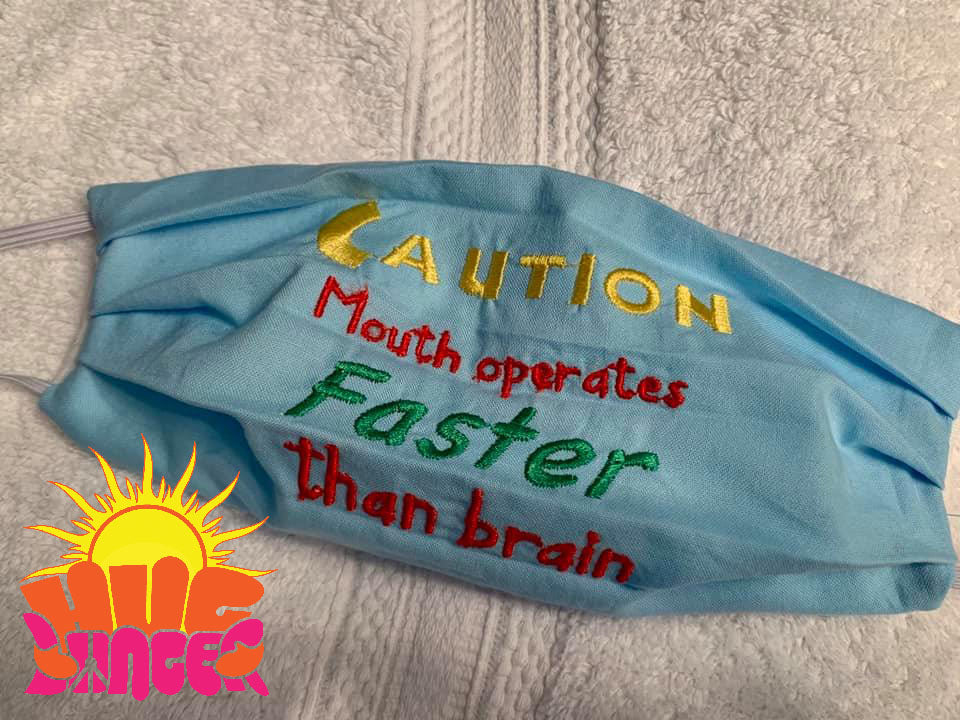 CAUTION
Mouth operates
Faster
than brain